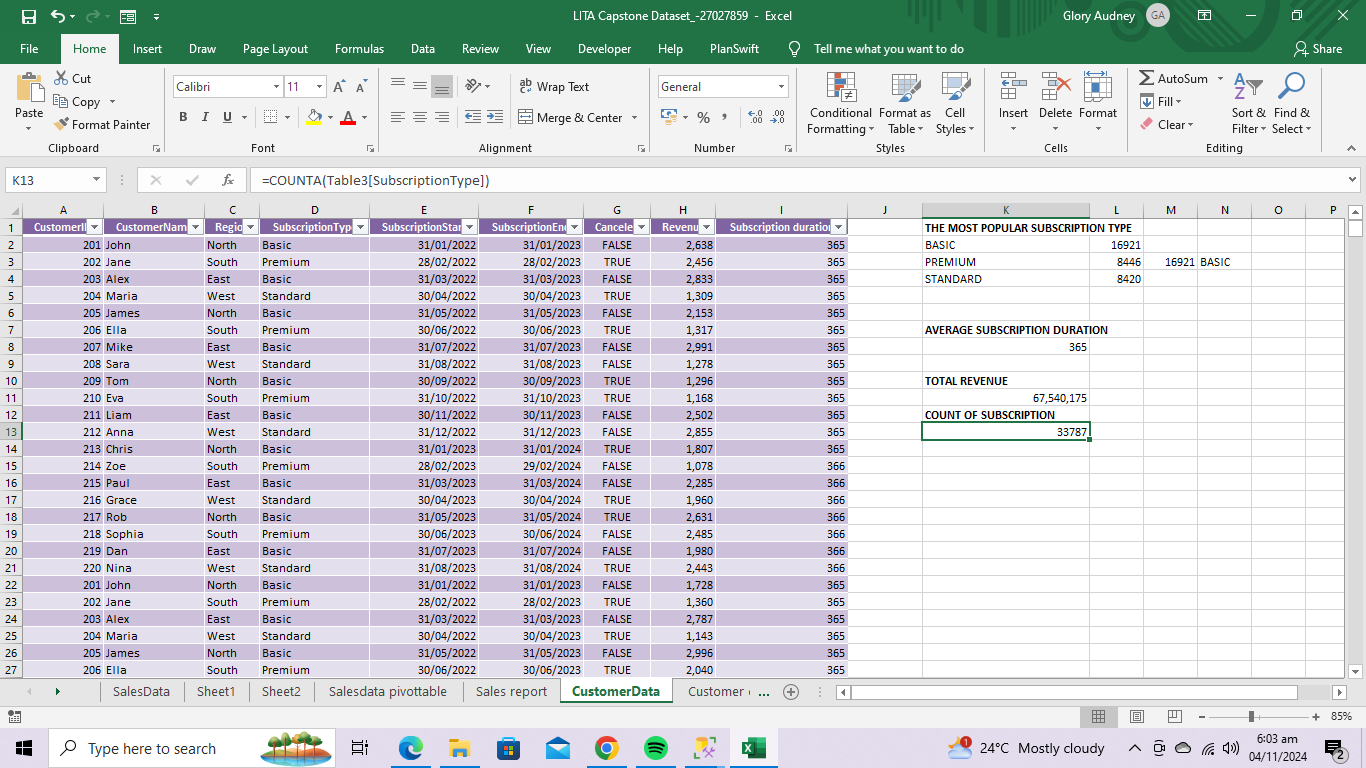 LITA Capstone Dataset_-27027859 - Excel Glory Audney GA
File Home Insert Draw Page Layout Formulas Data Review View Developer Help PlanSwift Tell me what you want to do Share
Paste Cut Calibri 11 A A Wrap Text General Conditional Formatting Format as Table Cell Styles Insert Delete Format AutoSum Sort & Filter Find & Select
Copy Fill
Format Painter B I U A Merge & Center % Clear
Clipboard Font Alignment Number Styles Cells Editing
K13 fx =COUNTA(Table3[SubscriptionType])
A B C D E F G H I J K L M N O P
1 CustomerI CustomerNam Regio SubscriptionTyp SubscriptionStar SubscriptionEn Cancele Revenu Subscription duration THE MOST POPULAR SUBSCRIPTION TYPE
2 201 John North Basic 31/01/2022 31/01/2023 FALSE 2,638 365 BASIC 16921
3 202 Jane South Premium 28/02/2022 28/02/2023 TRUE 2,456 365 PREMIUM 8446 16921 BASIC
4 203 Alex East Basic 31/03/2022 31/03/2023 FALSE 2,833 365 STANDARD 8420
5 204 Maria West Standard 30/04/2022 30/04/2023 TRUE 1,309 365
6 205 James North Basic 31/05/2022 31/05/2023 FALSE 2,153 365
7 206 Ella South Premium 30/06/2022 30/06/2023 TRUE 1,317 365 AVERAGE SUBSCRIPTION DURATION
8 207 Mike East Basic 31/07/2022 31/07/2023 FALSE 2,991 365 365
9 208 Sara West Standard 31/08/2022 31/08/2023 FALSE 1,278 365
10 209 Tom North Basic 30/09/2022 30/09/2023 TRUE 1,296 365 TOTAL REVENUE
11 210 Eva South Premium 31/10/2022 31/10/2023 TRUE 1,168 365 67,540,175
12 211 Liam East Basic 30/11/2022 30/11/2023 FALSE 2,502 365 COUNT OF SUBSCRIPTION
13 212 Anna West Standard 31/12/2022 31/12/2023 FALSE 2,855 365 33787
14 213 Chris North Basic 31/01/2023 31/01/2024 TRUE 1,807 365
15 214 Zoe South Premium 28/02/2023 29/02/2024 FALSE 1,078 366
16 215 Paul East Basic 31/03/2023 31/03/2024 FALSE 2,285 366
17 216 Grace West Standard 30/04/2023 30/04/2024 TRUE 1,960 366
18 217 Rob North Basic 31/05/2023 31/05/2024 TRUE 2,631 366
19 218 Sophia South Premium 30/06/2023 30/06/2024 FALSE 2,485 366
20 219 Dan East Basic 31/07/2023 31/07/2024 FALSE 1,980 366
21 220 Nina West Standard 31/08/2023 31/08/2024 TRUE 2,443 366
22 201 John North Basic 31/01/2022 31/01/2023 FALSE 1,728 365
23 202 Jane South Premium 28/02/2022 28/02/2023 TRUE 1,360 365
24 203 Alex East Basic 31/03/2022 31/03/2023 FALSE 2,787 365
25 204 Maria West Standard 30/04/2022 30/04/2023 TRUE 1,143 365
26 205 James North Basic 31/05/2022 31/05/2023 FALSE 2,996 365
27 206 Ella South Premium 30/06/2022 30/06/2023 TRUE 2,040 365
SalesData Sheet1 Sheet2 Salesdata pivottable Sales report CustomerData Customer ...
85%
Type here to search 24°C Mostly cloudy 6:03 am
04/11/2024 2